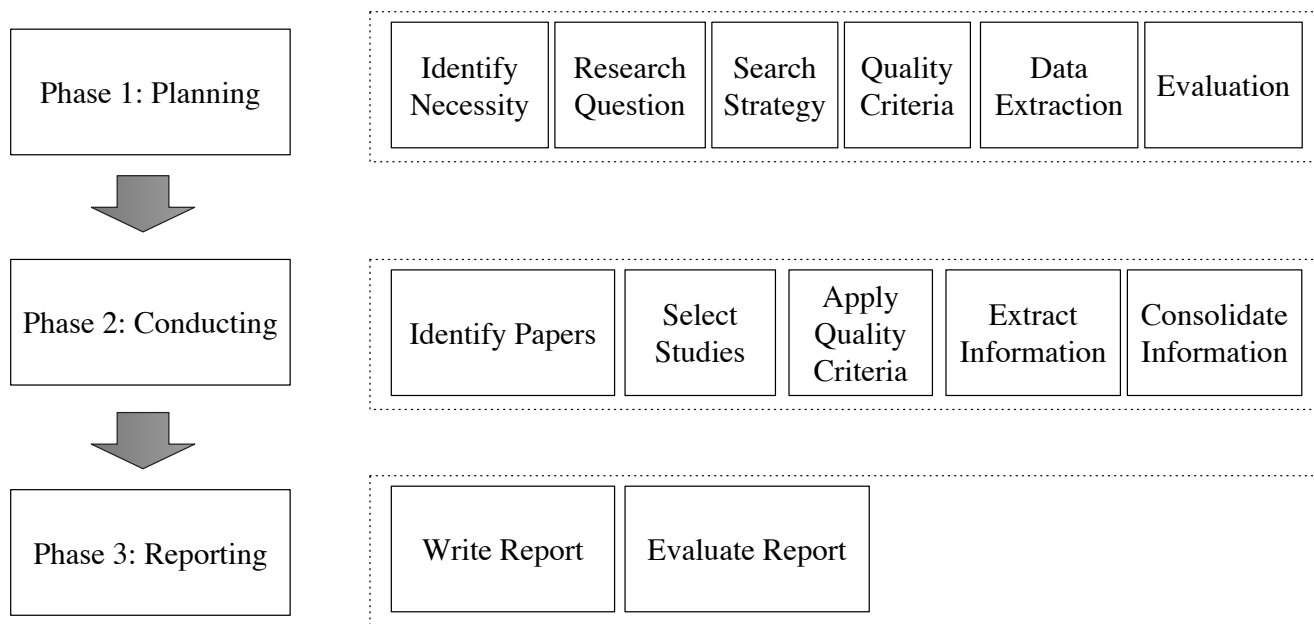 Phase 1: Planning
Identify
Necessity
Research
Question
Search
Strategy
Quality
Criteria
Data
Extraction
Evaluation
Phase 2: Conducting
Identify Papers
Select
Studies
Apply
Quality
Criteria
Extract
Information
Consolidate
Information
Phase 3: Reporting
Write Report
Evaluate Report